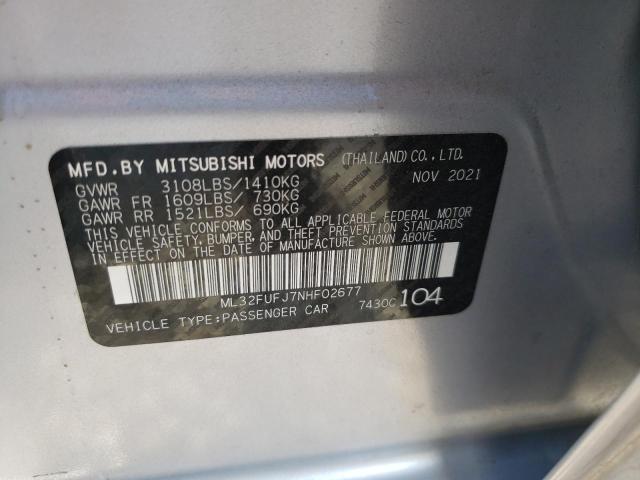 MFD.BY MITSUBISHI MOTORS (THAILAND)CO.,LTD.
GVWR 3108LBS/1410KG NOV 2021
GAWR FR 1609LBS/ 730KG
GAWR RR 1521LBS/ 690KG
THIS VEHICLE CONFORMS TO ALL APPLICABLE FEDERAL MOTOR
VEHICLE SAFETY, BUMPER, AND THEFT PREVENTION STANDARDS
IN EFFECT ON THE DATE OF MANUFACTURE SHOWN ABOVE.
ML32FUFJ7NHF02677
VEHICLE TYPE:PASSENGER CAR 7430C 104